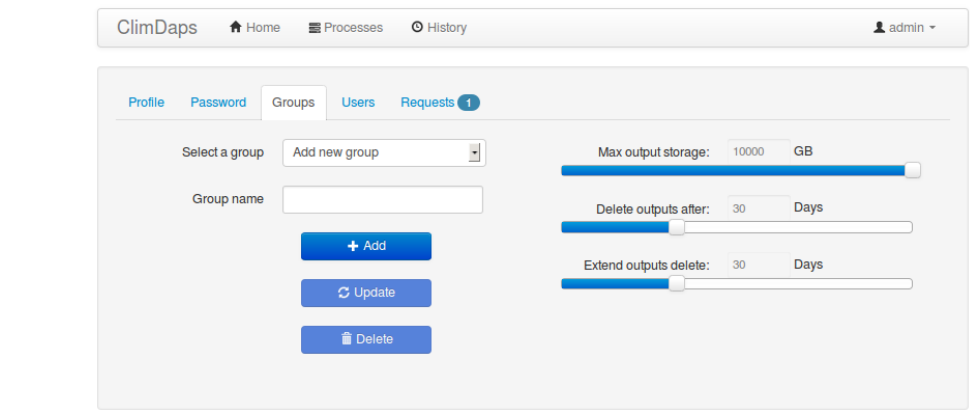 ClimDaps Home Processes History admin
Profile Password Groups Users Requests 1
Select a group Add new group
Group name
+ Add
Update
Delete
Max output storage: 10000 GB
Delete outputs after: 30 Days
Extend outputs delete: 30 Days